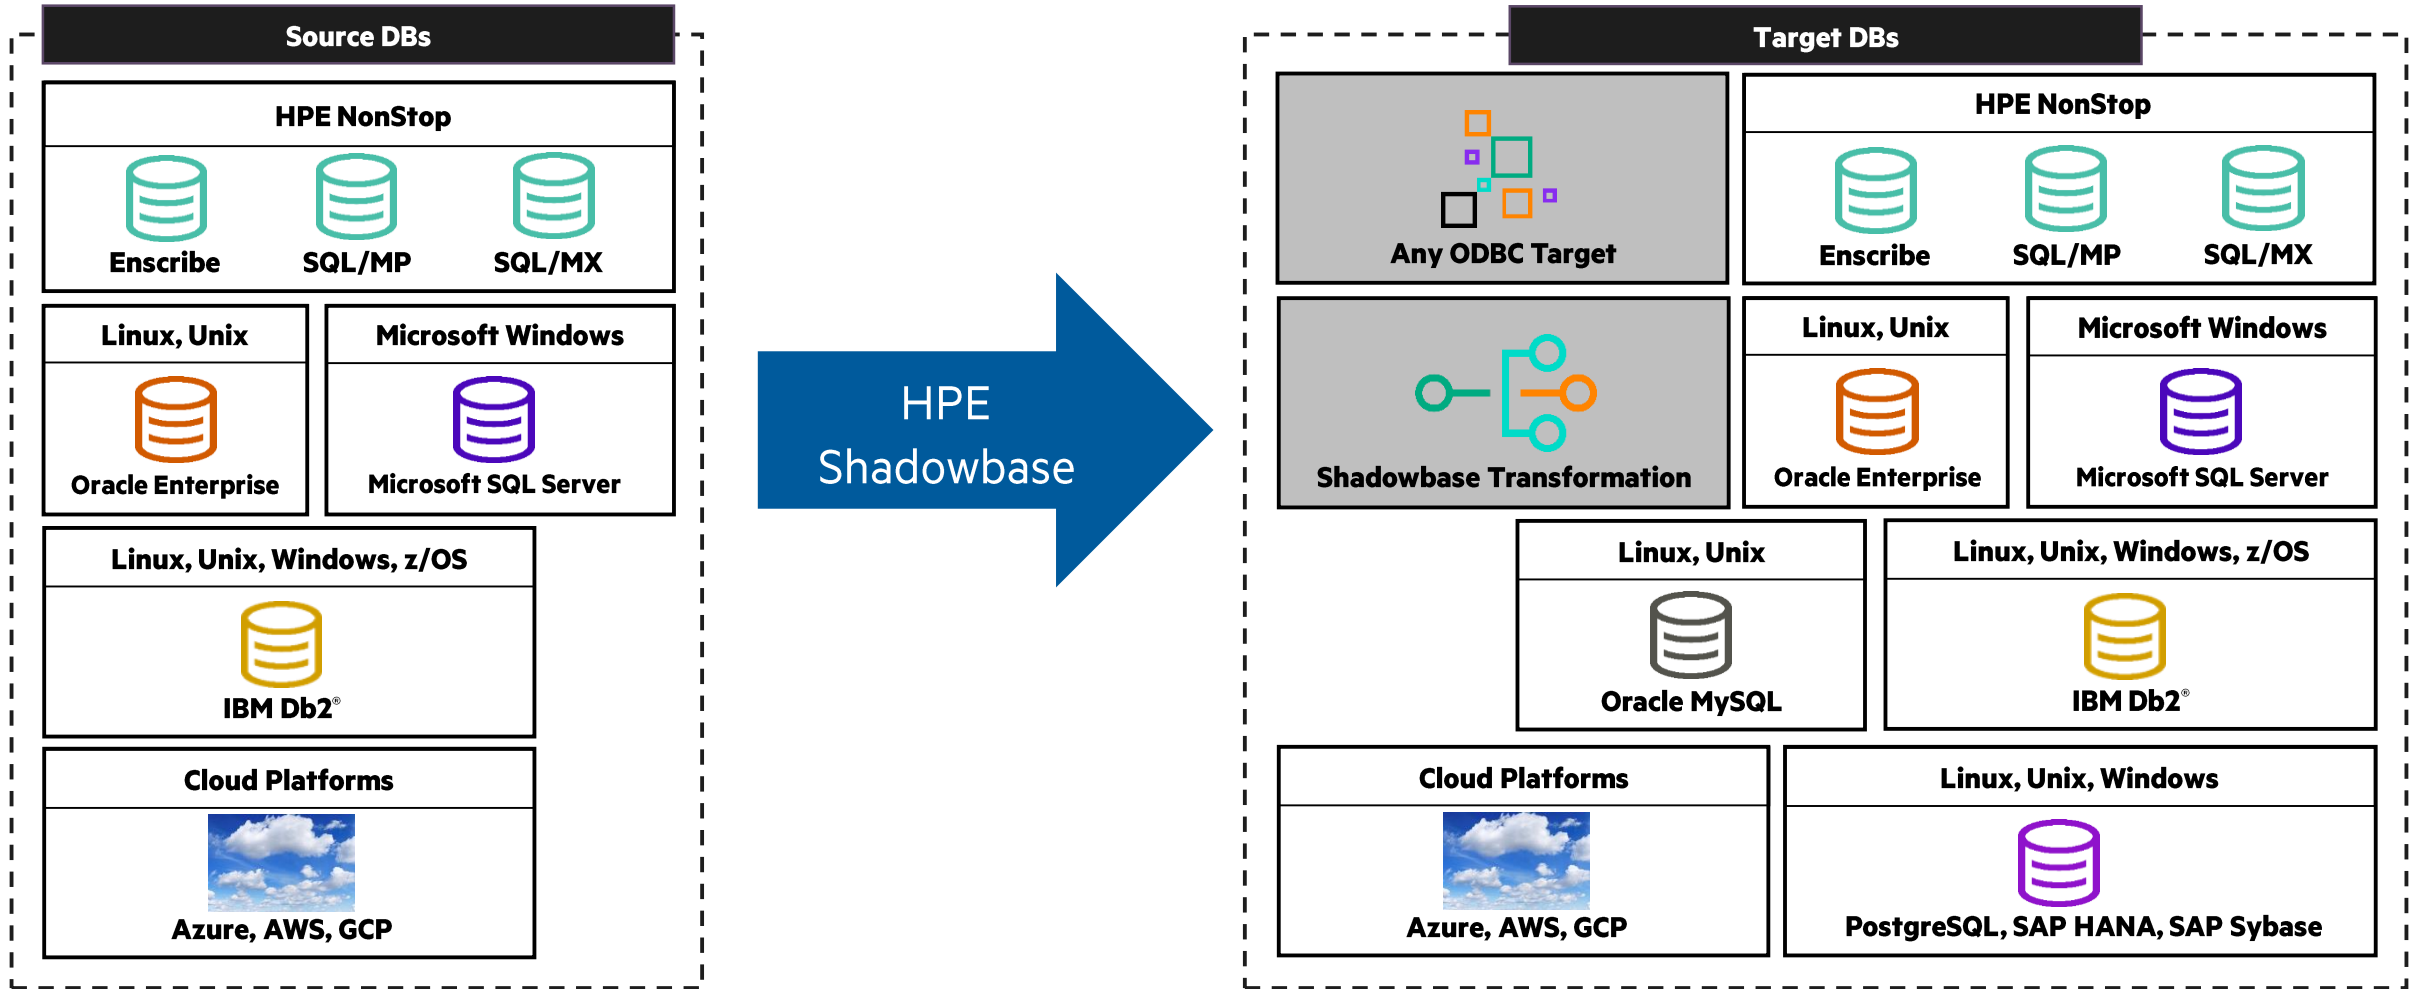 Source DBs
HPE NonStop
Enscribe
SQL/MP
SQL/MX
Linux, Unix
Oracle Enterprise
Microsoft Windows
Microsoft SQL Server
Linux, Unix, Windows, z/OS
IBM Db2®
Cloud Platforms
Azure, AWS, GCP
HPE
Shadowbase
Target DBs
Any ODBC Target
HPE NonStop
Enscribe
SQL/MP
SQL/MX
Shadowbase Transformation
Linux, Unix
Oracle Enterprise
Microsoft Windows
Microsoft SQL Server
Linux, Unix
Oracle MySQL
Linux, Unix, Windows, z/OS
IBM Db2®
Cloud Platforms
Azure, AWS, GCP
Linux, Unix, Windows
PostgreSQL, SAP HANA, SAP Sybase